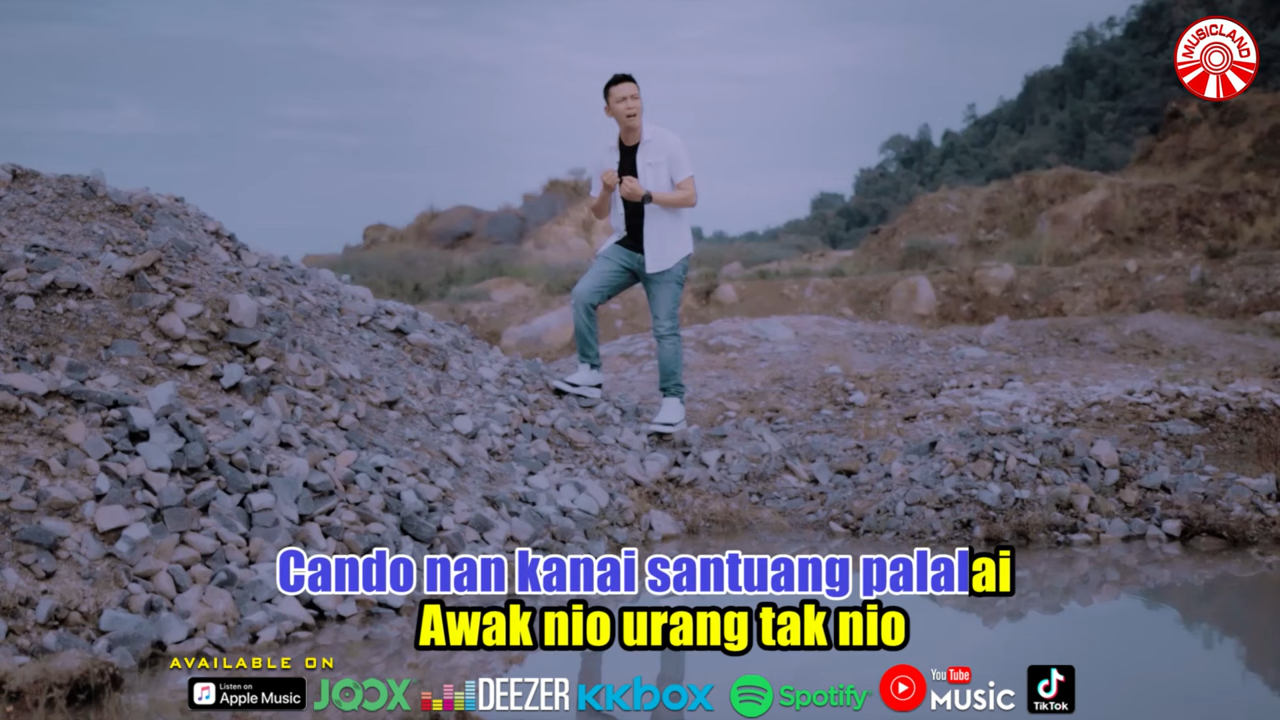 MUSICLAND
Cando nan kanai santuang palalai
Awak nio urang tak nio
AVAILABLE ON
Listen on
Apple Music
JOOX
DEEZER
KKBOX
Spotify
YouTube
MUSIC
TikTok